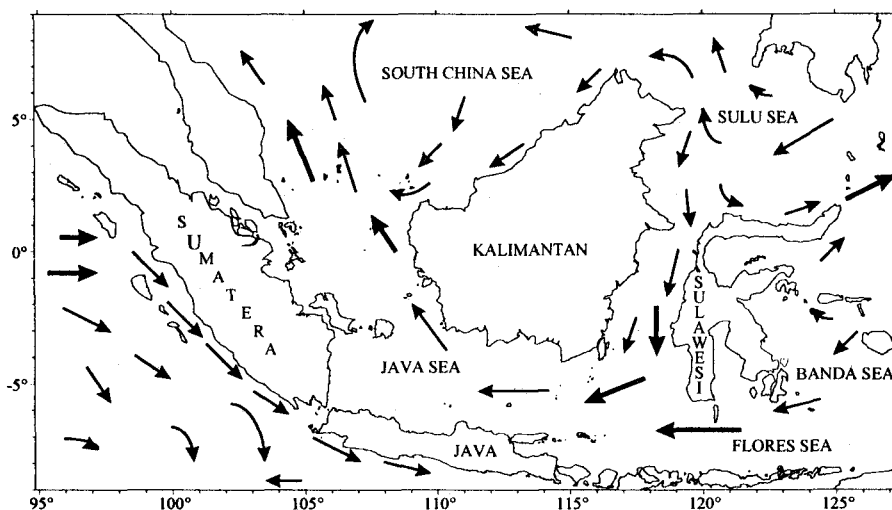 SOUTH CHINA SEA
SULU SEA
5°
SUMATERA
0°
KALIMANTAN
SULAWESI
JAVA SEA
BANDA SEA
-5°
JAVA
FLORES SEA
95 100 105 110 115 120 125